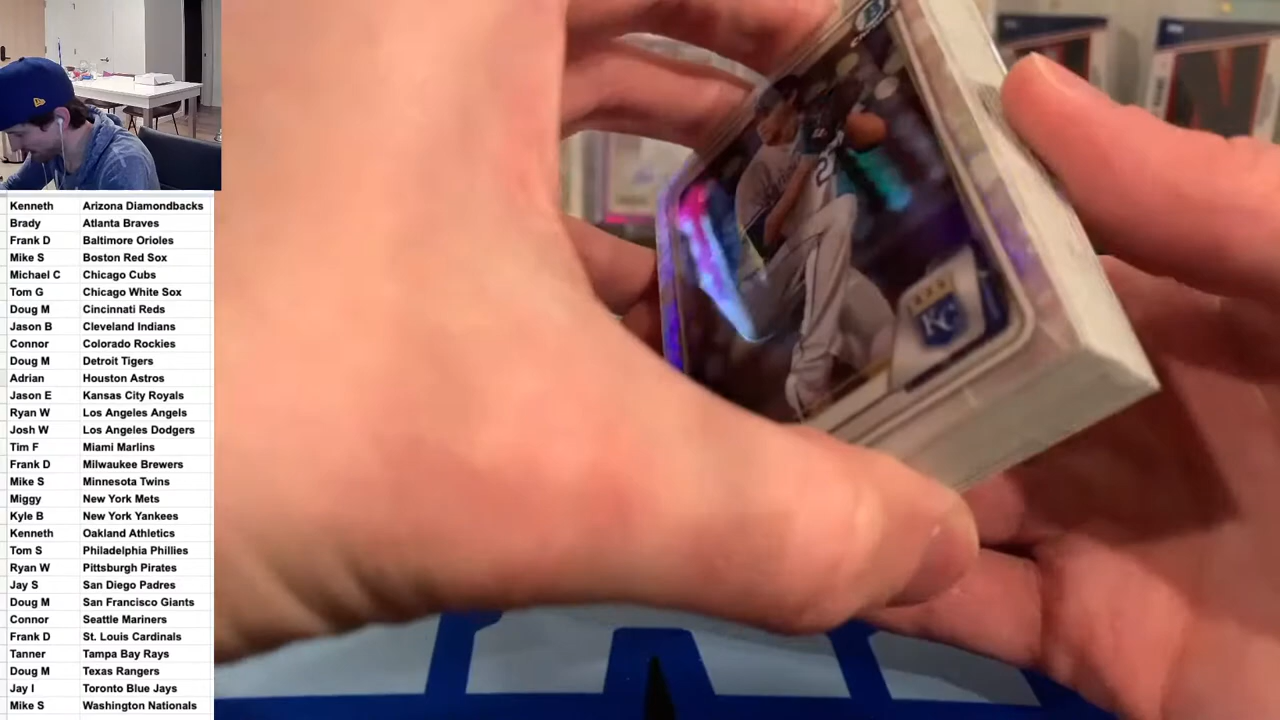 Kenneth Arizona Diamondbacks
Brady Atlanta Braves
Frank D Baltimore Orioles
Mike S Boston Red Sox
Michael C Chicago Cubs
Tom G Chicago White Sox
Doug M Cincinnati Reds
Jason B Cleveland Indians
Connor Colorado Rockies
Doug M Detroit Tigers
Adrian Houston Astros
Jason E Kansas City Royals
Ryan W Los Angeles Angels
Josh W Los Angeles Dodgers
Tim F Miami Marlins
Frank D Milwaukee Brewers
Mike S Minnesota Twins
Miggy New York Mets
Kyle B New York Yankees
Kenneth Oakland Athletics
Tom S Philadelphia Phillies
Ryan W Pittsburgh Pirates
Jay S San Diego Padres
Doug M San Francisco Giants
Connor Seattle Mariners
Frank D St. Louis Cardinals
Tanner Tampa Bay Rays
Doug M Texas Rangers
Jay I Toronto Blue Jays
Mike S Washington Nationals
KC